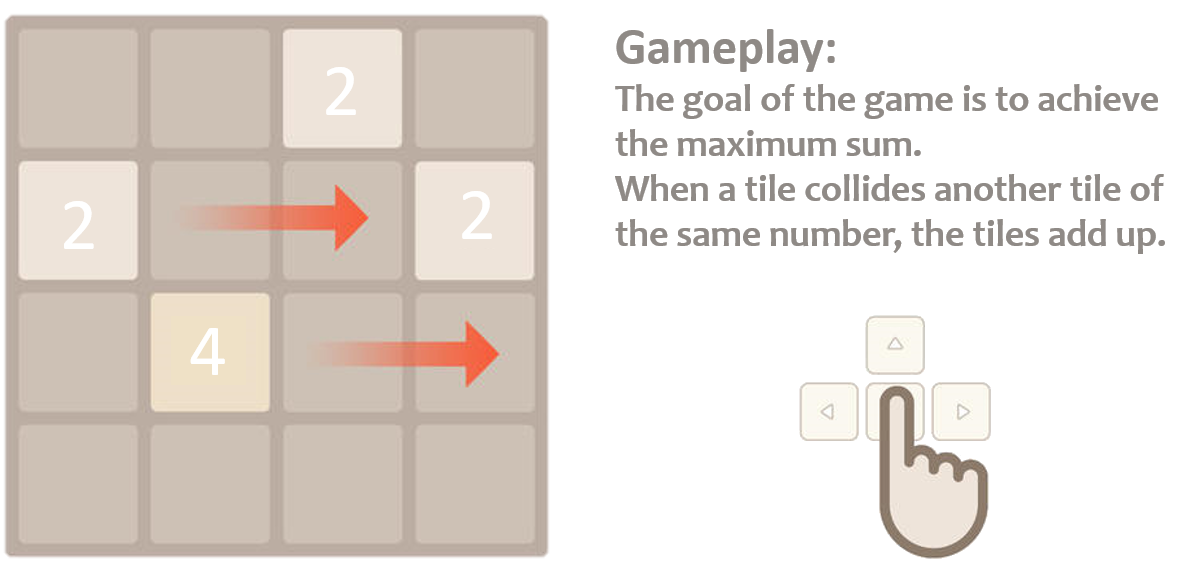 2
2
2
4
Gameplay:
The goal of the game is to achieve
the maximum sum.
When a tile collides another tile of
the same number, the tiles add up.